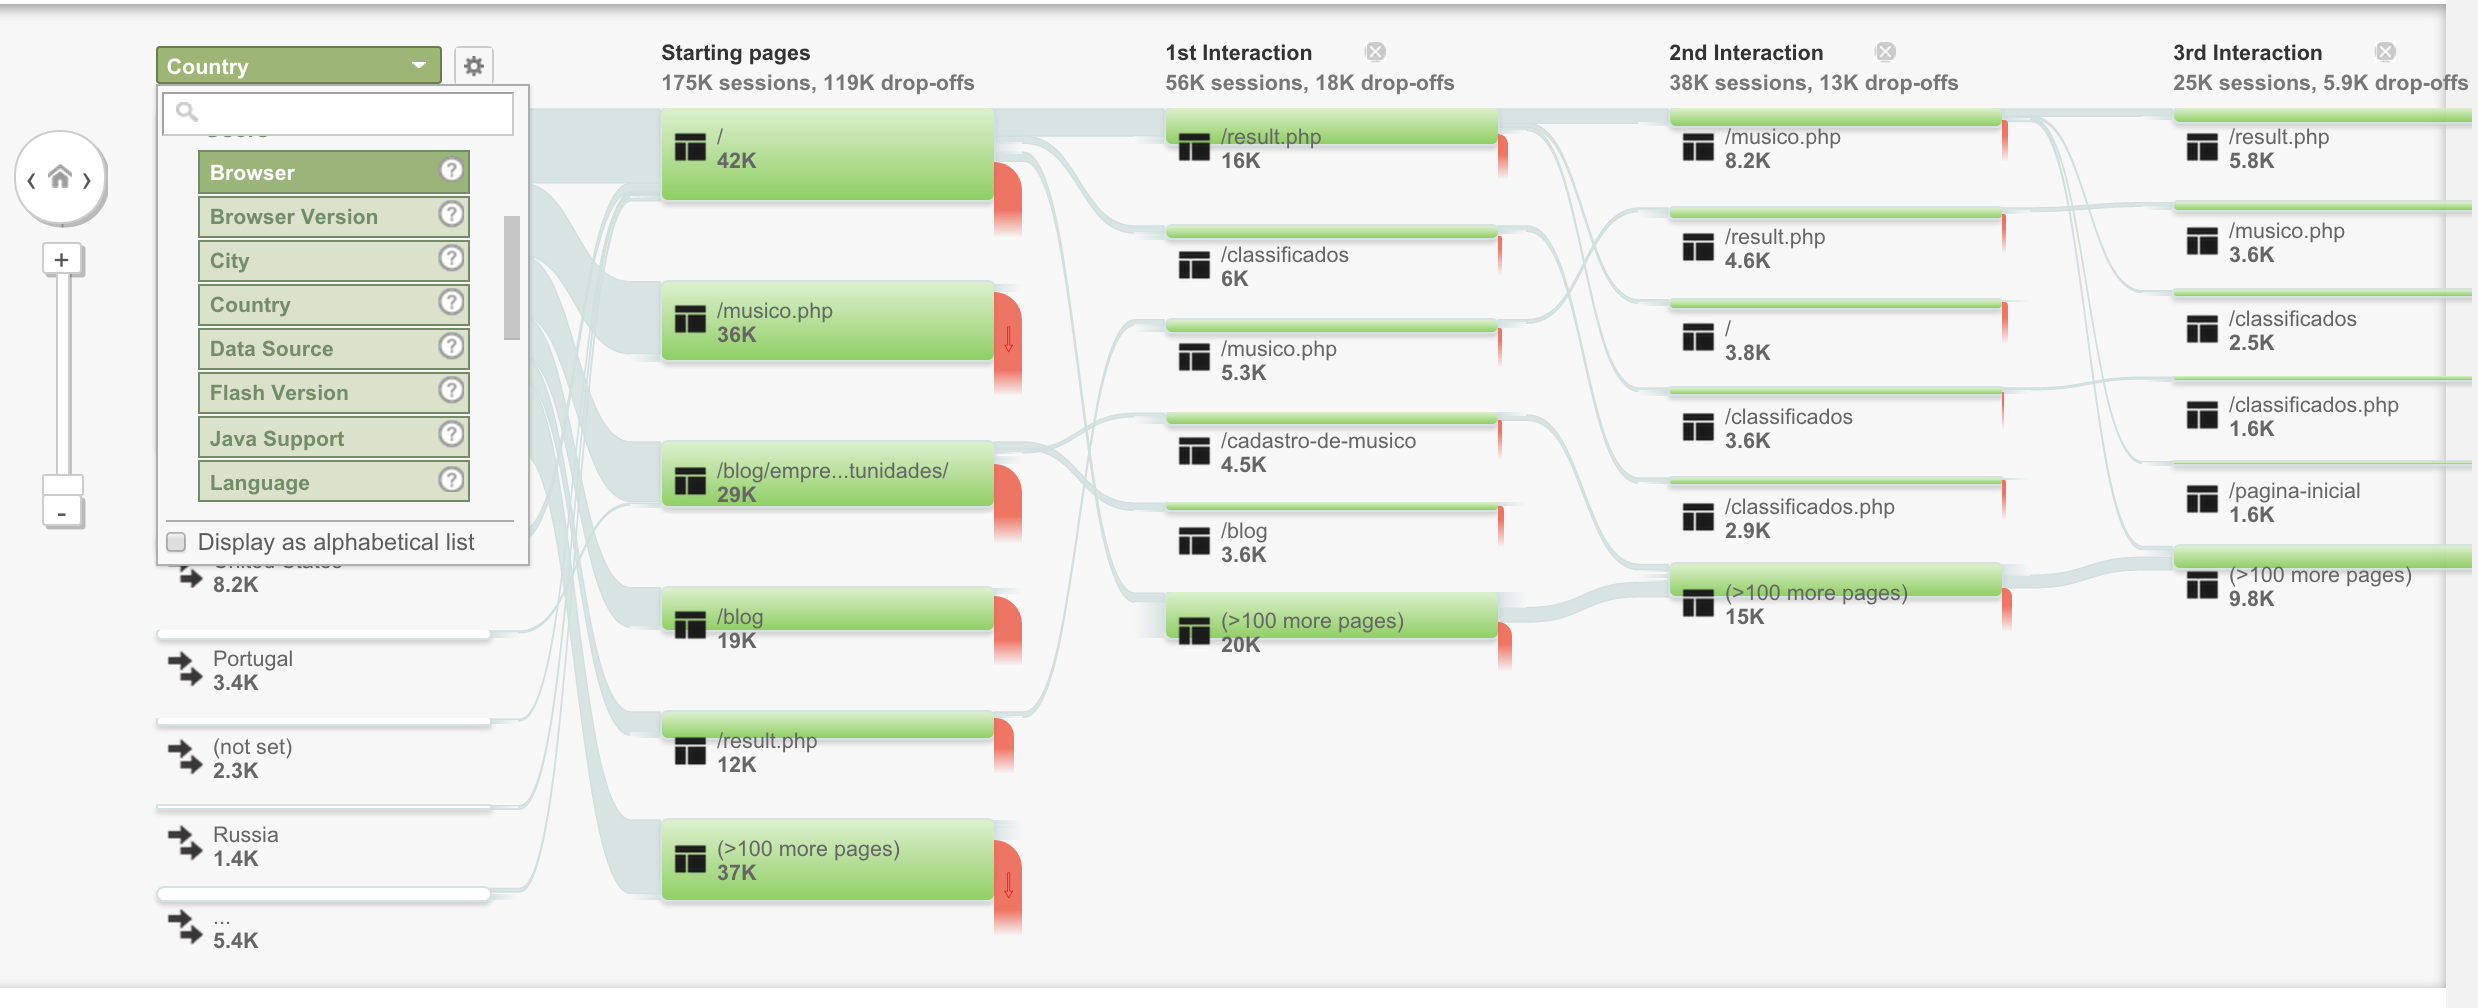 Country
Users
Browser
?
Browser Version
?
City
?
Country
?
Data Source
?
Flash Version
?
Java Support
?
Language
?
Display as alphabetical list
+
-
United States
8.2K
Portugal
3.4K
(not set)
2.3K
Russia
1.4K
...
5.4K
Starting pages
175K sessions, 119K drop-offs
/
42K
/musico.php
36K
/blog/empre...tunidades/
29K
/blog
19K
/result.php
12K
(>100 more pages)
37K
1st Interaction
56K sessions, 18K drop-offs
/result.php
16K
/classificados
6K
/musico.php
5.3K
/cadastro-de-musico
4.5K
/blog
3.6K
(>100 more pages)
20K
2nd Interaction
38K sessions, 13K drop-offs
/musico.php
8.2K
/result.php
4.6K
/
3.8K
/classificados
3.6K
/classificados.php
2.9K
(>100 more pages)
15K
3rd Interaction
25K sessions, 5.9K drop-offs
/result.php
5.8K
/musico.php
3.6K
/classificados
2.5K
/classificados.php
1.6K
/pagina-inicial
1.6K
(>100 more pages)
9.8K